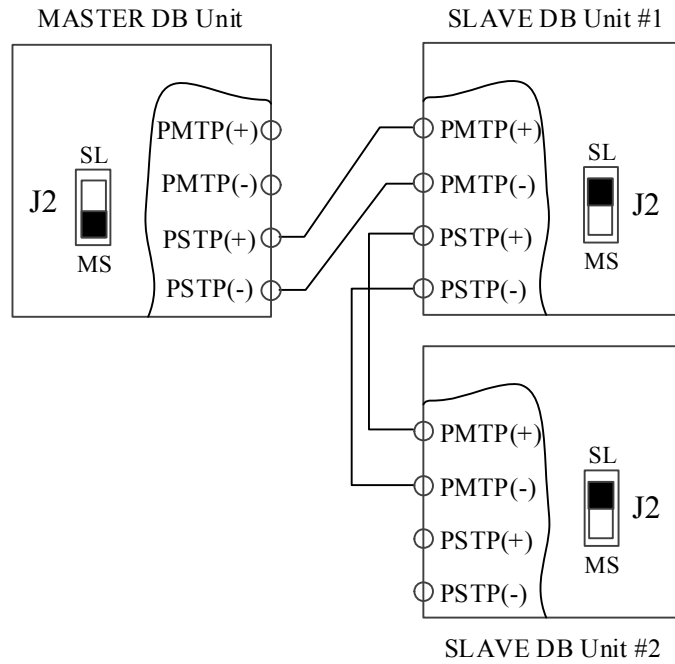 MASTER DB Unit
PMTP(+)
PMTP(-)
PSTP(+)
PSTP(-)
SL
J2
MS
SLAVE DB Unit #1
PMTP(+)
PMTP(-)
PSTP(+)
PSTP(-)
SL
J2
MS
PMTP(+)
PMTP(-)
PSTP(+)
PSTP(-)
SL
J2
MS
SLAVE DB Unit #2